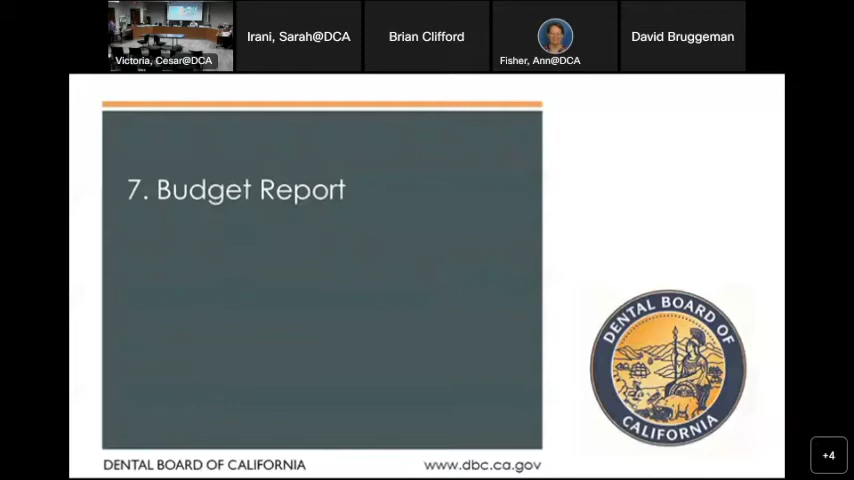 Victoria, Cesar@DCA
Irani, Sarah@DCA
Brian Clifford
Fisher, Ann@DCA
David Bruggeman
7. Budget Report
DENTAL BOARD OF
CALIFORNIA
DENTAL BOARD OF CALIFORNIA
www.dbc.ca.gov
+4